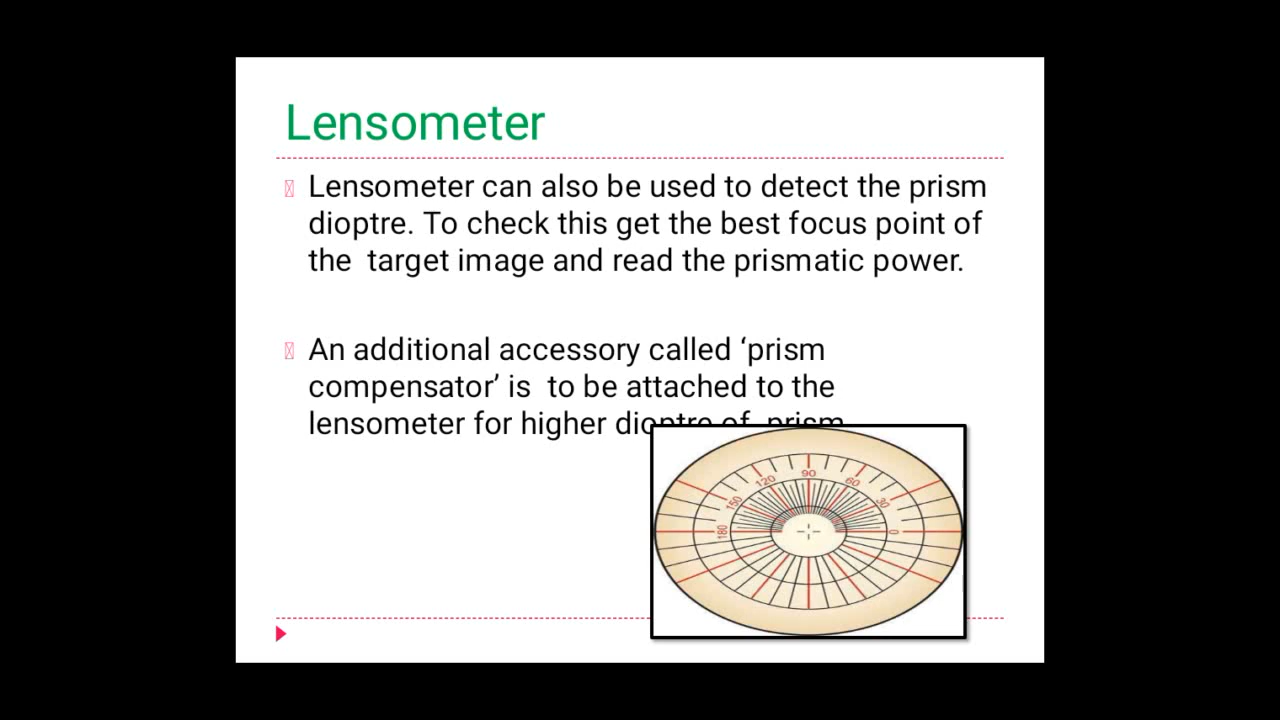 Lensometer
Lensometer can also be used to detect the prism
dioptre. To check this get the best focus point of
the target image and read the prismatic power.
An additional accessory called ‘prism
compensator’ is to be attached to the
lensometer for higher dioptre of prism
90
120
60
150
30
180
0